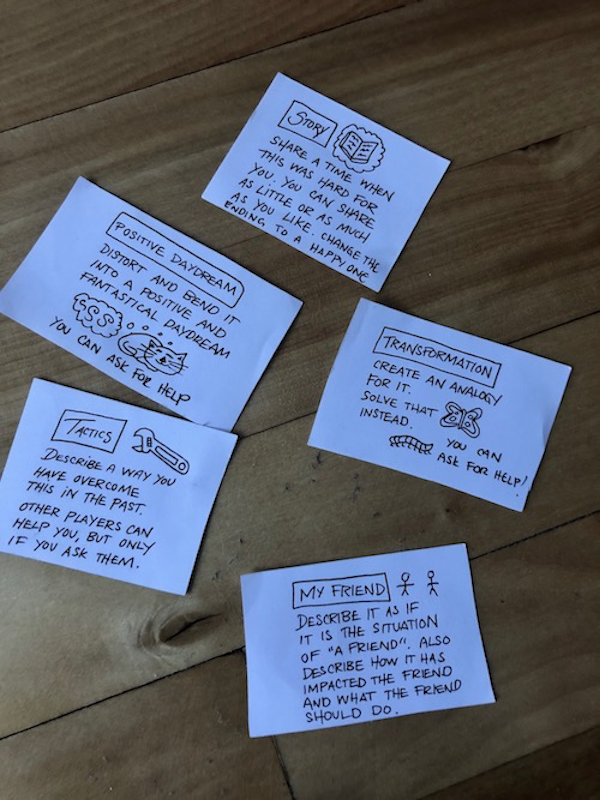 STORY
SHARE A TIME WHEN
THIS WAS HARD FOR
YOU. YOU CAN SHARE
AS LITTLE OR AS MUCH
AS YOU LIKE. CHANGE THE
ENDING TO A HAPPY ONE
POSITIVE DAYDREAM
DISTORT AND BEND IT
INTO A POSITIVE AND
FANTASTICAL DAYDREAM
$$$
YOU CAN ASK FOR HELP
TRANSFORMATION
CREATE AN ANALOGY
FOR IT.
SOLVE THAT
INSTEAD.
YOU CAN
ASK FOR HELP!
TACTICS
DESCRIBE A WAY YOU
HAVE OVERCOME
THIS IN THE PAST.
OTHER PLAYERS CAN
HELP YOU, BUT ONLY
IF YOU ASK THEM.
MY FRIEND
DESCRIBE IT AS IF
IT IS THE SITUATION
OF "A FRIEND". ALSO
DESCRIBE HOW IT HAS
IMPACTED THE FRIEND
AND WHAT THE FRIEND
SHOULD DO.